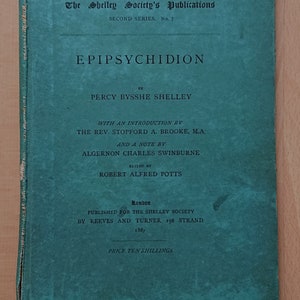 The Shelley Society's Publications
SECOND SERIES. No. 7
EPIPSYCHIDION
BY
PERCY BYSSHE SHELLEY
WITH AN INTRODUCTION BY
THE REV. STOPFORD A. BROOKE, M.A.
AND A NOTE BY
ALGERNON CHARLES SWINBURNE
EDITED BY
ROBERT ALFRED POTTS
London
PUBLISHED FOR THE SHELLEY SOCIETY
BY REEVES AND TURNER, 196 STRAND
1887
PRICE TEN SHILLINGS